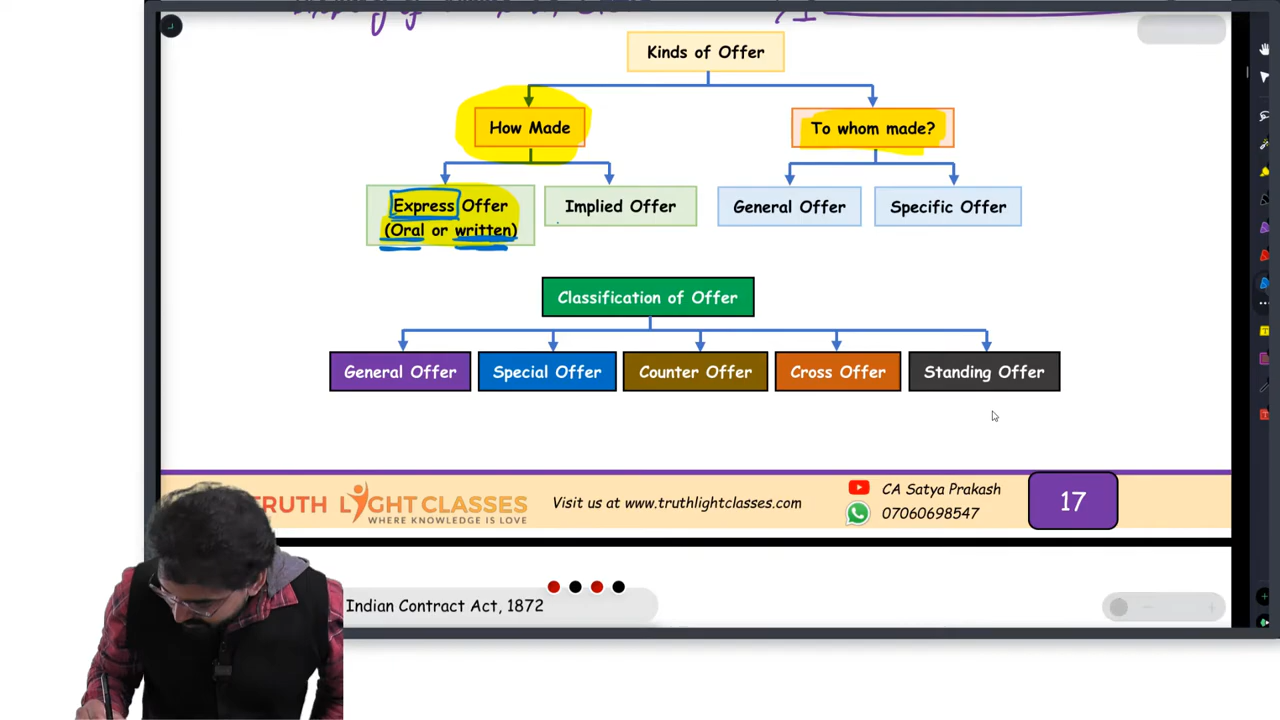 Kinds of Offer
How Made
To whom made?
Express Offer
(Oral or written)
Implied Offer
General Offer
Specific Offer
Classification of Offer
General Offer
Special Offer
Counter Offer
Cross Offer
Standing Offer
TRUTH LIGHT CLASSES
WHERE KNOWLEDGE IS LOVE
Visit us at www.truthlightclasses.com
CA Satya Prakash
07060698547
17
Indian Contract Act, 1872